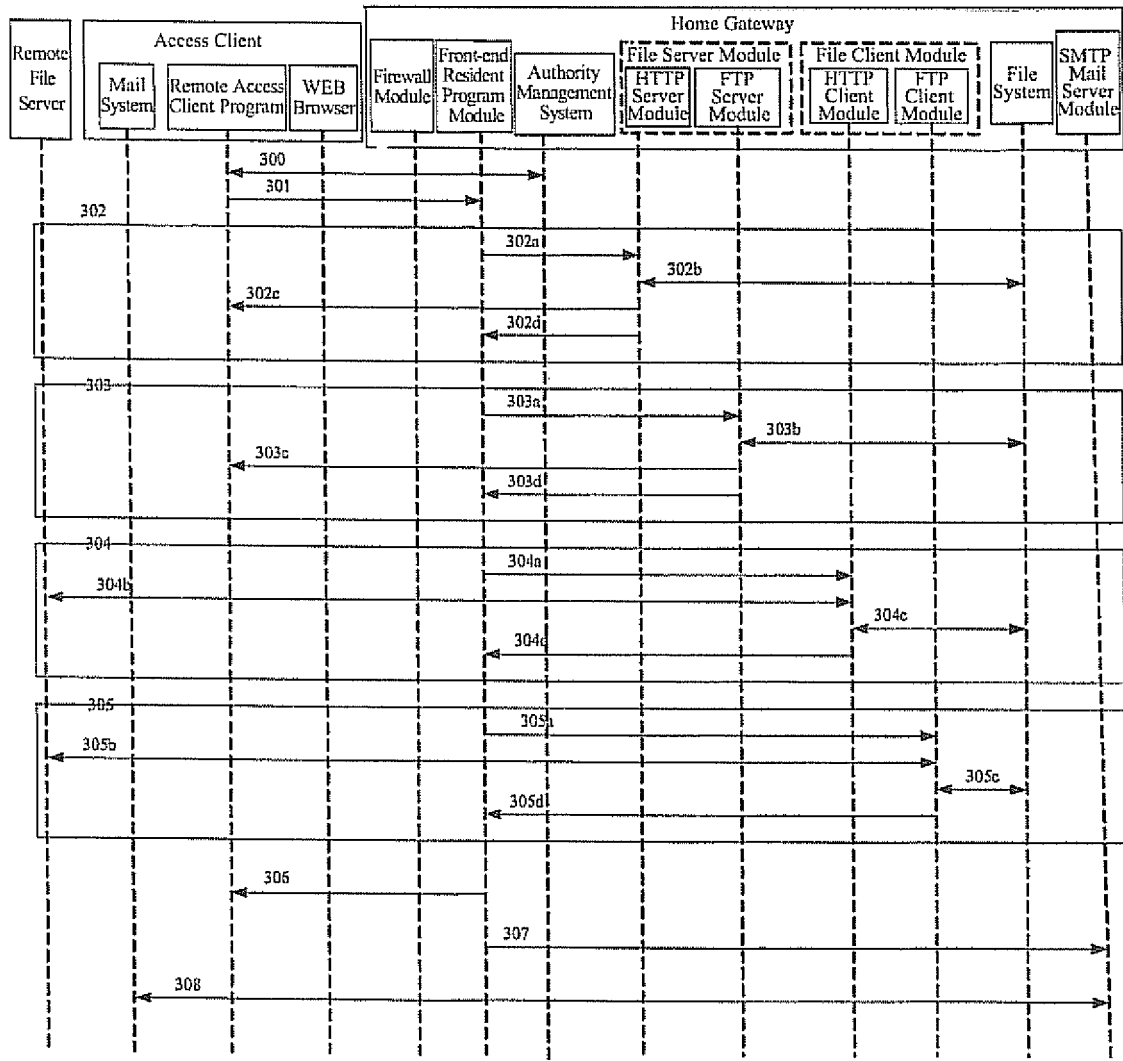 Home Gateway
Access Client
Remote
File
Server
Mail
System
Remote Access
Client Program
WEB
Browser
Firewall
Module
Front-end
Resident
Program
Module
Authority
Management
System
File Server Module
HTTP
Server
Module
FTP
Server
Module
File Client Module
HTTP
Client
Module
FTP
Client
Module
File
System
SMTP
Mail
Server
Module
300
301
302
302a
302b
302c
302d
303
303a
303b
303c
303d
304
304a
304b
304c
304d
305
305a
305b
305c
305d
306
307
308